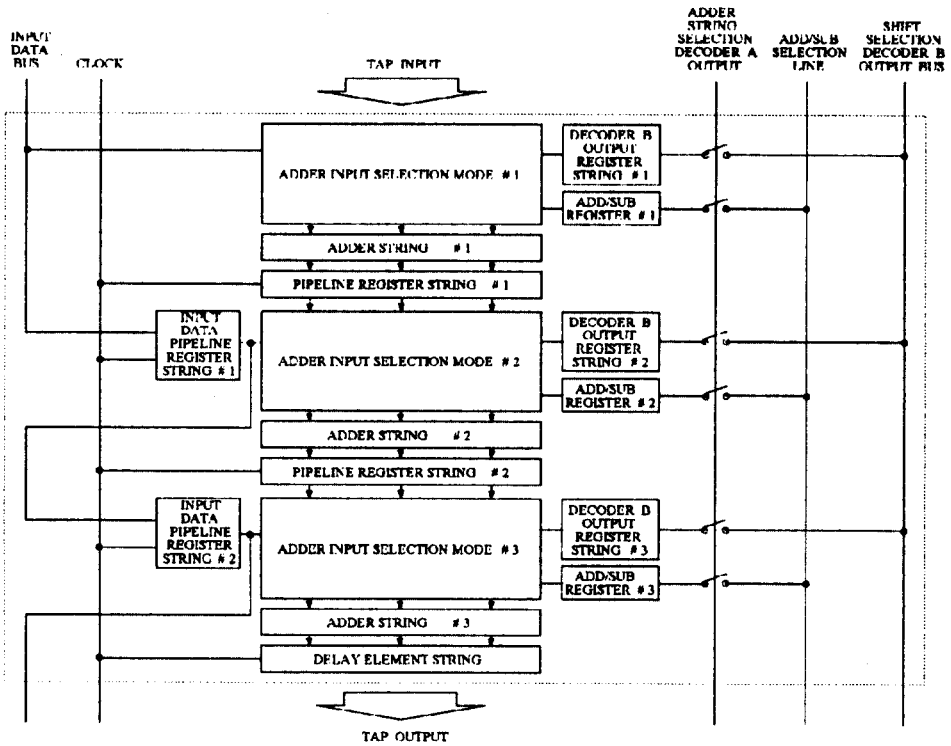 INPUT
DATA
BUS
CLOCK
TAP INPUT
ADDER
STRING
SELECTION
DECODER A
OUTPUT
ADD/SUB
SELECTION
LINE
SHIFT
SELECTION
DECODER B
OUTPUT BUS
ADDER INPUT SELECTION MODE #1
DECODER B
OUTPUT
REGISTER
STRING #1
ADD/SUB
REGISTER #1
ADDER STRING #1
PIPELINE REGISTER STRING #1
INPUT
DATA
PIPELINE
REGISTER
STRING #1
ADDER INPUT SELECTION MODE #2
DECODER B
OUTPUT
REGISTER
STRING #2
ADD/SUB
REGISTER #2
ADDER STRING #2
PIPELINE REGISTER STRING #2
INPUT
DATA
PIPELINE
REGISTER
STRING #2
ADDER INPUT SELECTION MODE #3
DECODER B
OUTPUT
REGISTER
STRING #3
ADD/SUB
REGISTER #3
ADDER STRING #3
DELAY ELEMENT STRING
TAP OUTPUT